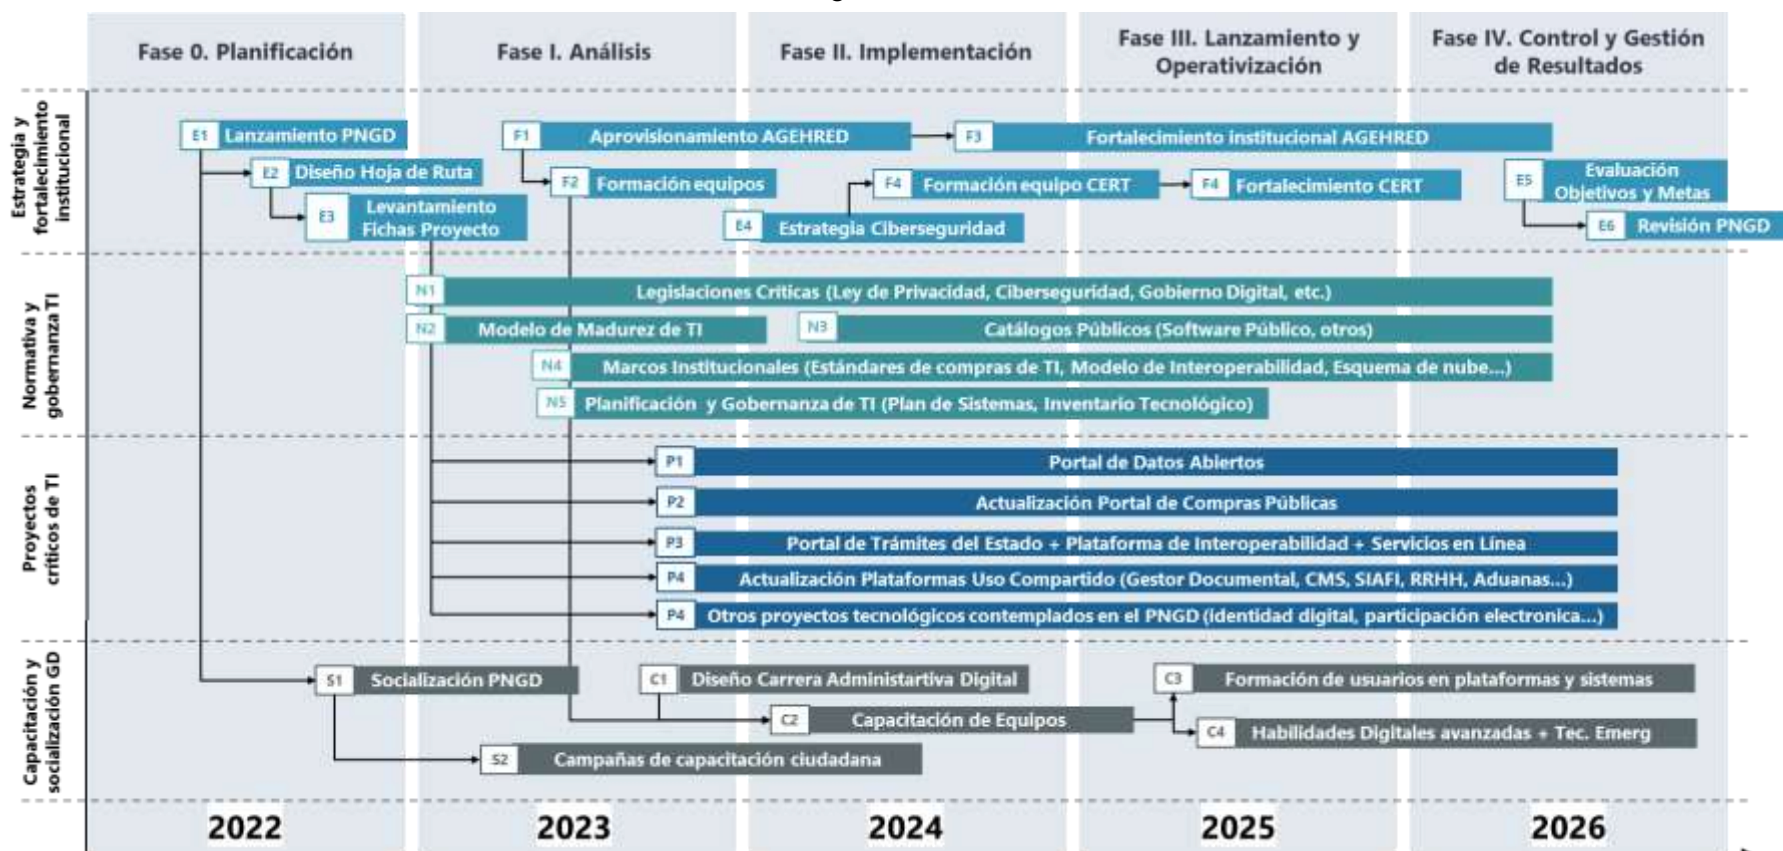 Fase 0. Planificación
Fase I. Análisis
Fase II. Implementación
Fase III. Lanzamiento y
Operativización
Fase IV. Control y Gestión
de Resultados
Estrategia y
fortalecimiento
institucional
E1 Lanzamiento PNGD
F1 Aprovisionamiento AGEHRED
F3 Fortalecimiento institucional AGEHRED
E2 Diseño Hoja de Ruta
F2 Formación equipos
F4 Formación equipo CERT
F4 Fortalecimiento CERT
E5 Evaluación
Objetivos y Metas
E3 Levantamiento
Fichas Proyecto
E4 Estrategia Ciberseguridad
E6 Revisión PNGD
Normativa y
gobernanza TI
N1 Legislaciones Críticas (Ley de Privacidad, Ciberseguridad, Gobierno Digital, etc.)
N2 Modelo de Madurez de TI
N3 Catálogos Públicos (Software Público, otros)
N4 Marcos Institucionales (Estándares de compras de TI, Modelo de Interoperabilidad, Esquema de nube...)
N5 Planificación y Gobernanza de TI (Plan de Sistemas, Inventario Tecnológico)
Proyectos
críticos de TI
P1 Portal de Datos Abiertos
P2 Actualización Portal de Compras Públicas
P3 Portal de Trámites del Estado + Plataforma de Interoperabilidad + Servicios en Línea
P4 Actualización Plataformas Uso Compartido (Gestor Documental, CMS, SIAFI, RRHH, Aduanas...)
P4 Otros proyectos tecnológicos contemplados en el PNGD (identidad digital, participación electronica...)
Capacitación y
socialización GD
S1 Socialización PNGD
C1 Diseño Carrera Administartiva Digital
C3 Formación de usuarios en plataformas y sistemas
C2 Capacitación de Equipos
C4 Habilidades Digitales avanzadas + Tec. Emerg
S2 Campañas de capacitación ciudadana
2022
2023
2024
2025
2026